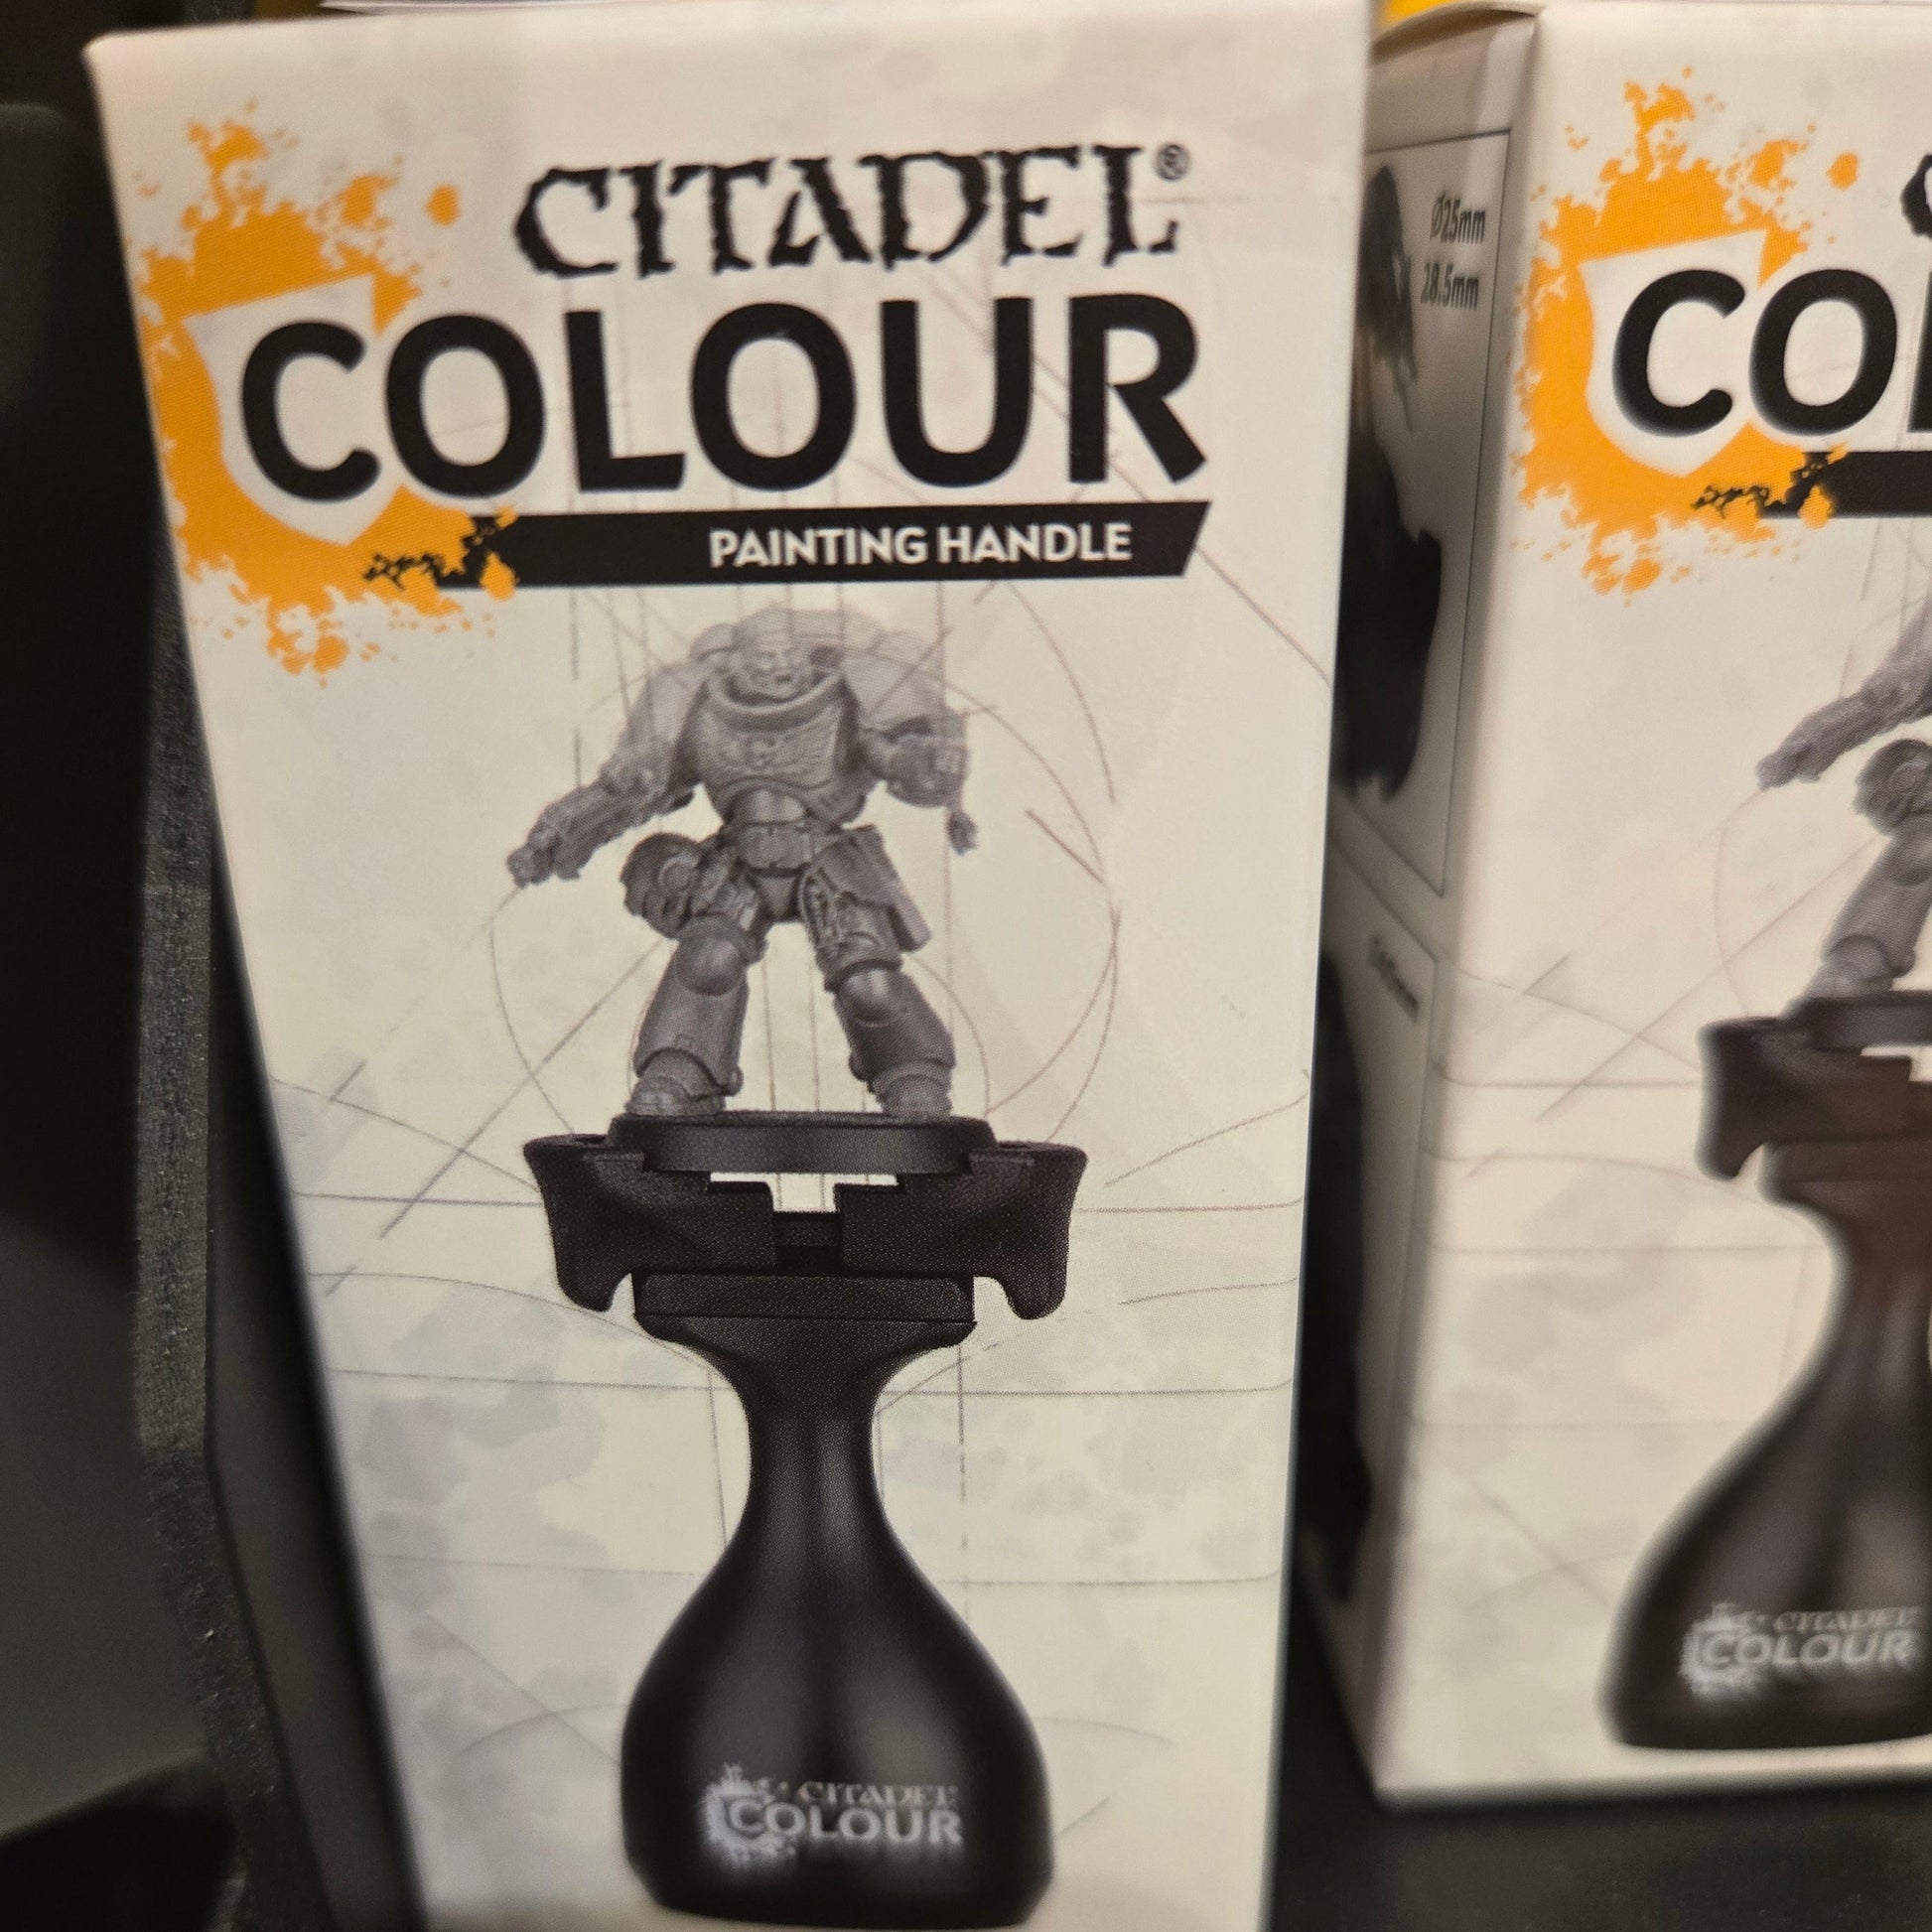 CITADEL®
COLOUR
PAINTING HANDLE
CITADEL
COLOUR
Ø25mm
28.5mm
CO
CITADEL
COLOUR